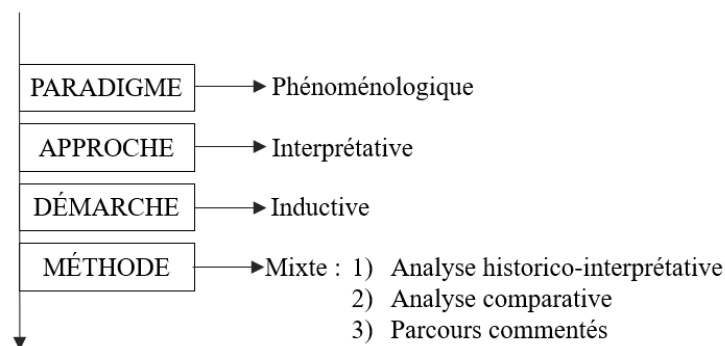 PARADIGME Phénoménologique
APPROCHE Interprétative
DÉMARCHE Inductive
MÉTHODE Mixte : 1) Analyse historico-interprétative
2) Analyse comparative
3) Parcours commentés